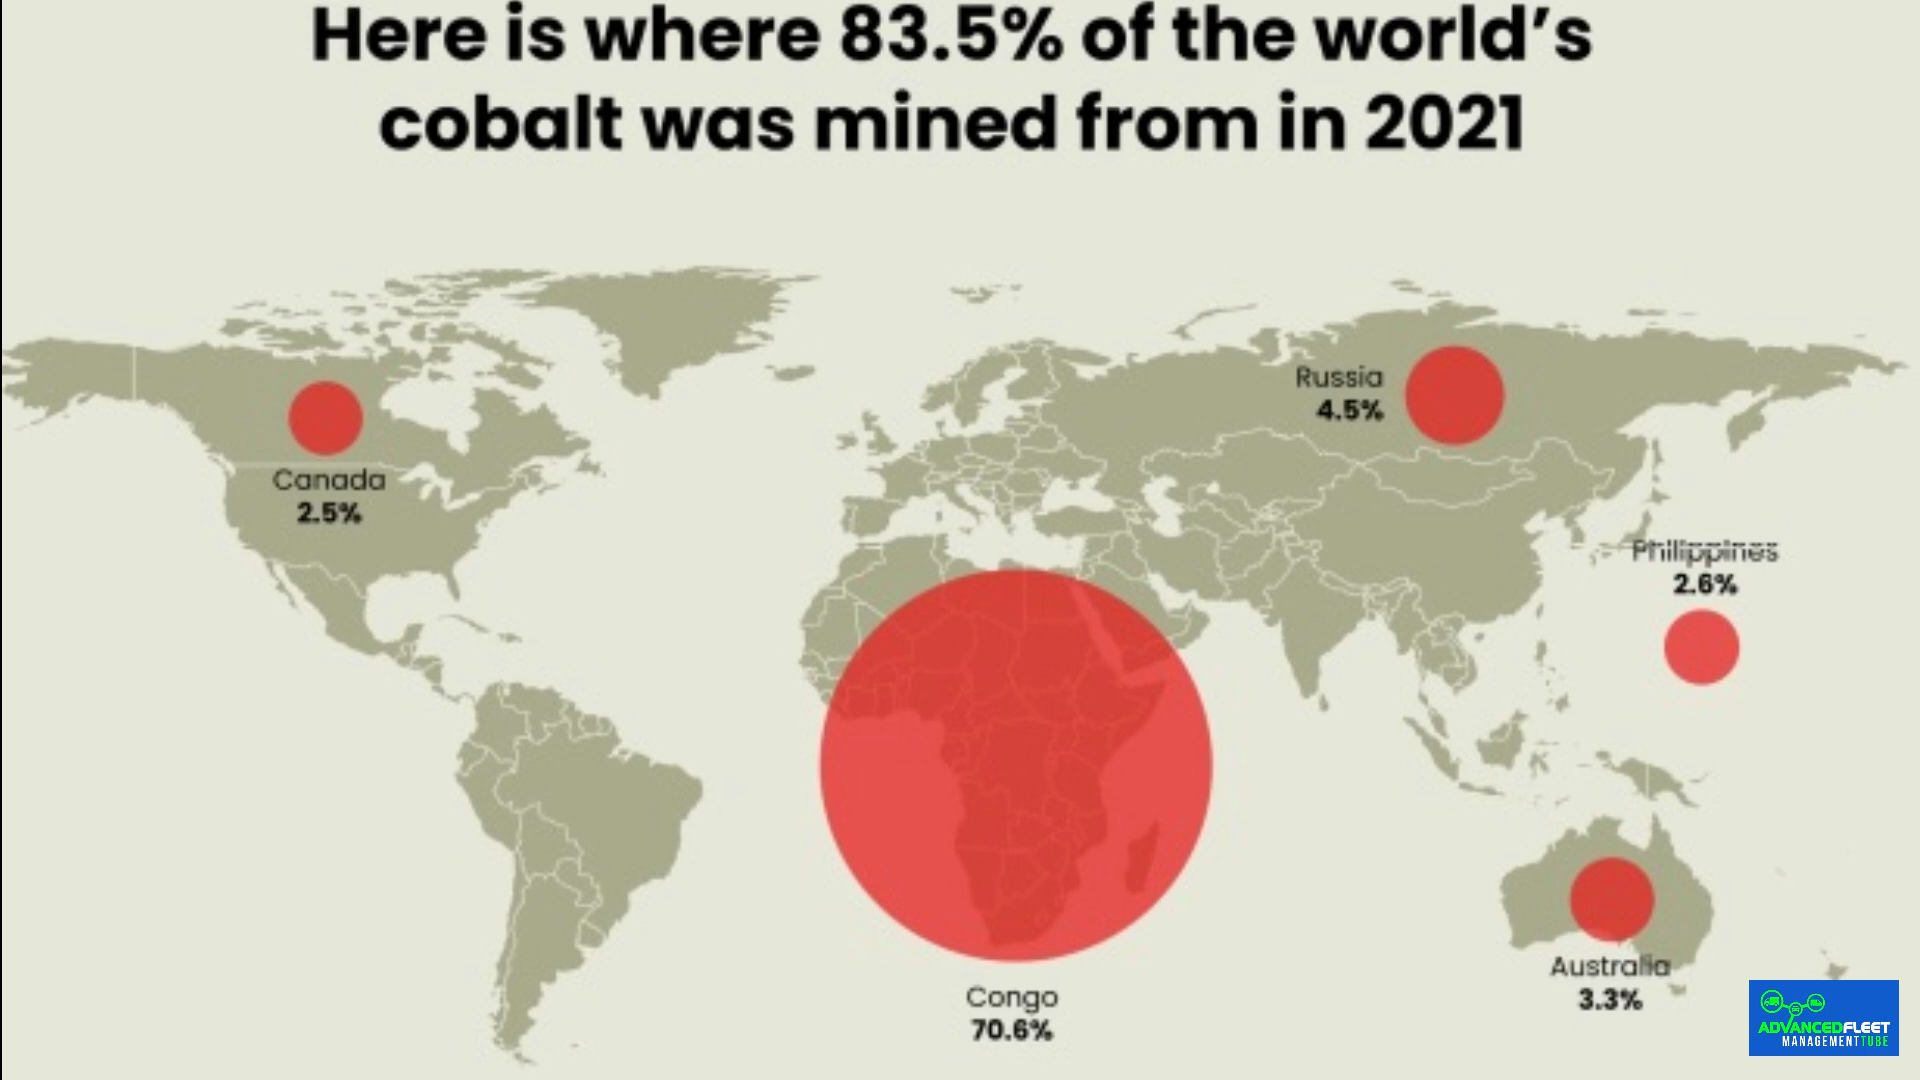 Here is where 83.5% of the world's
cobalt was mined from in 2021
Russia
4.5%
Canada
2.5%
Philippines
2.6%
Australia
3.3%
Congo
70.6%
ADVANCEDFLEET
MANAGEMENTTUBE